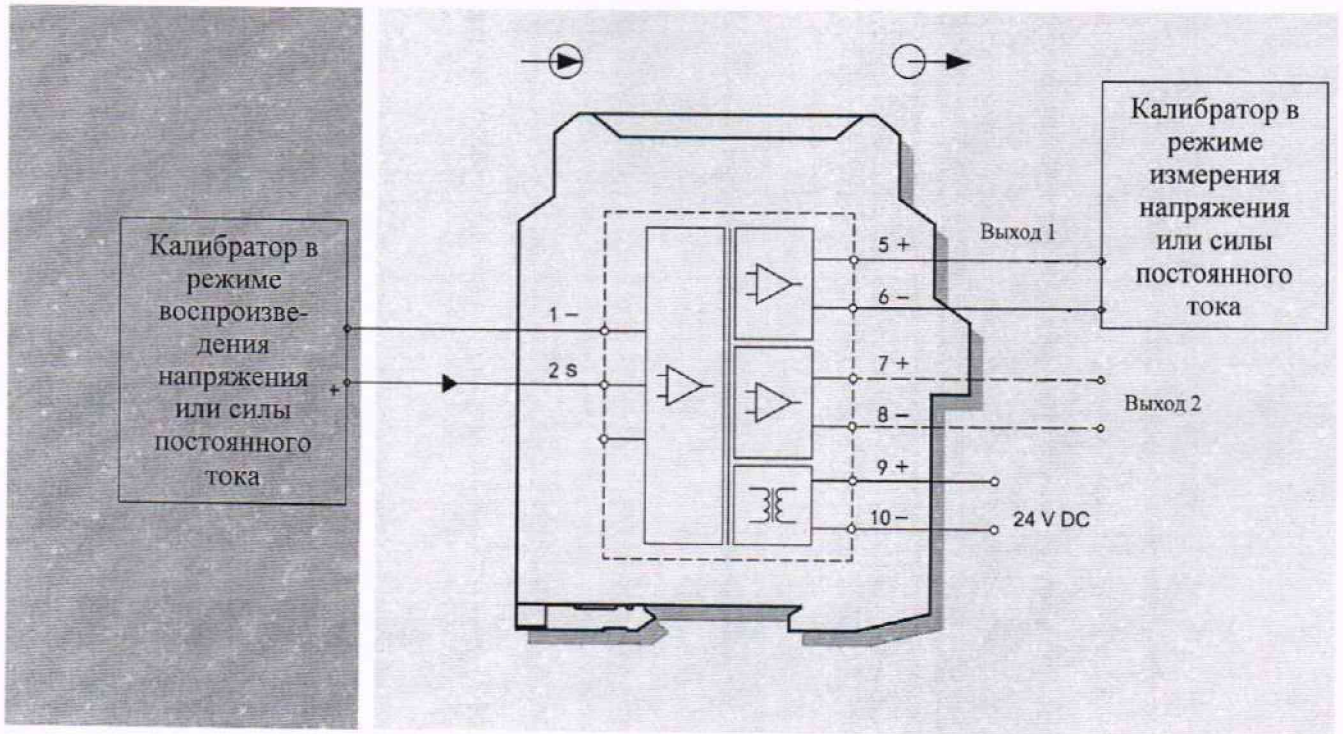 Калибратор в
режиме
воспроизве-
дения
напряжения
или силы
постоянного
тока
+
1 –
2 s
5 +
6 –
7 +
8 –
9 +
10 –
Выход 1
Выход 2
24 V DC
Калибратор в
режиме
измерения
напряжения
или силы
постоянного
тока